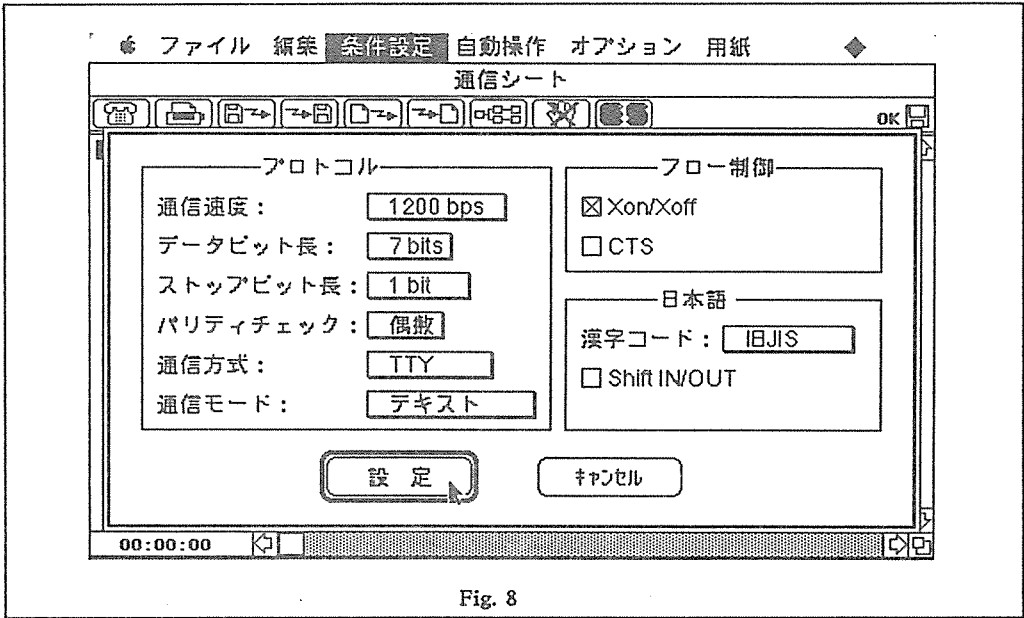 ファイル 編集 条件設定 自動操作 オプション 用紙
通信シート
OK
プロトコル
通信速度： 1200 bps
データビット長： 7 bits
ストップビット長： 1 bit
パリティチェック： 偶数
通信方式： TTY
通信モード： テキスト
フロー制御
Xon/Xoff
CTS
日本語
漢字コード： 旧JIS
Shift IN/OUT
設 定
キャンセル
00:00:00
Fig. 8